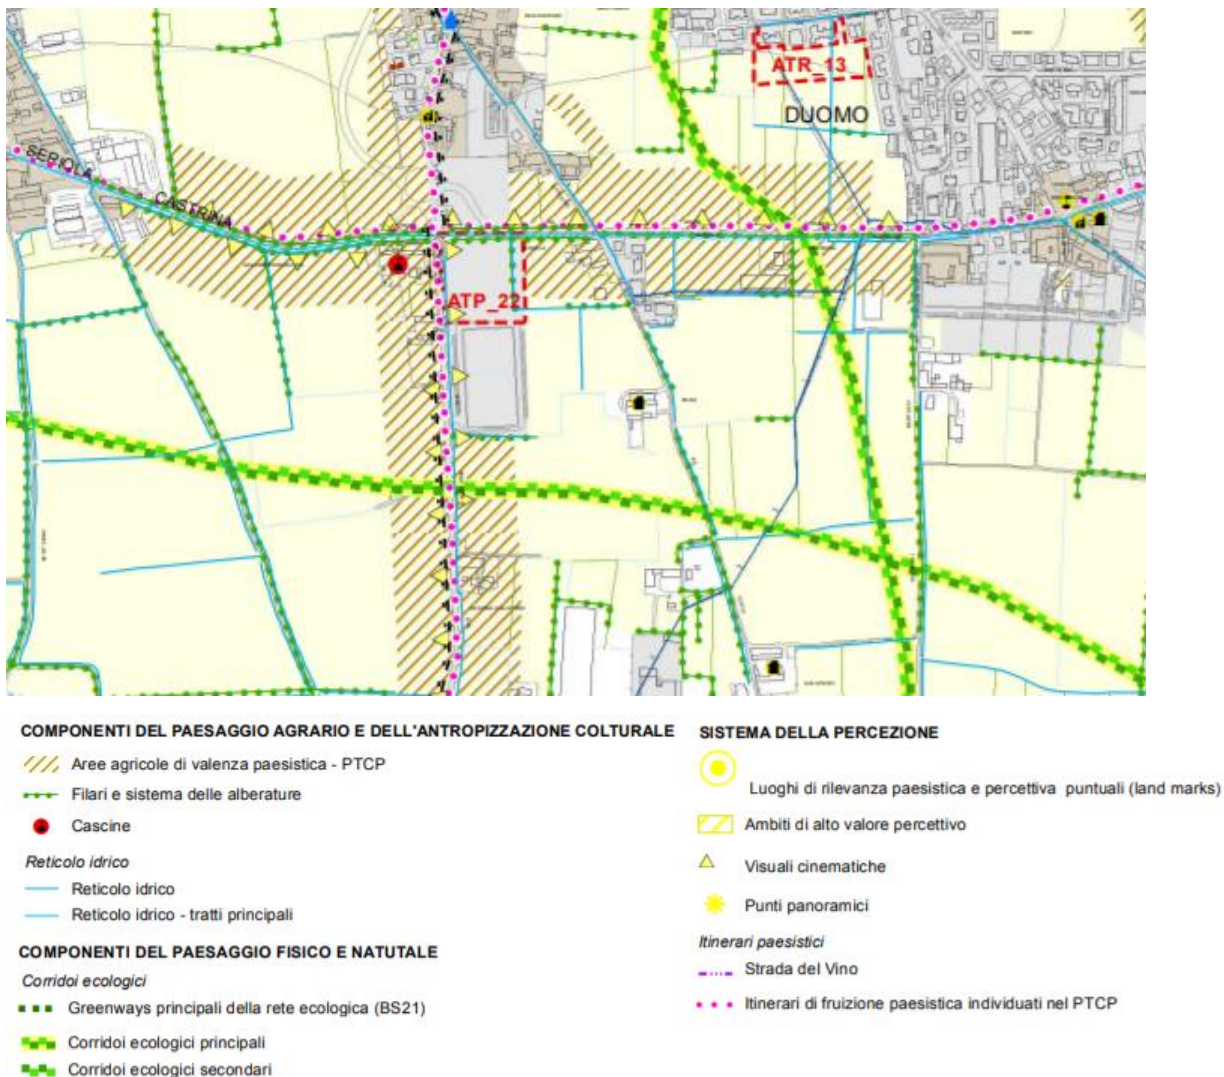 ATR_13
DUOMO
SERIOLA
CASTRINA
ATP_22
COMPONENTI DEL PAESAGGIO AGRARIO E DELL'ANTROPIZZAZIONE COLTURALE
Aree agricole di valenza paesistica - PTCP
Filari e sistema delle alberature
Cascine
Reticolo idrico
Reticolo idrico
Reticolo idrico - tratti principali
COMPONENTI DEL PAESAGGIO FISICO E NATUTALE
Corridoi ecologici
Greenways principali della rete ecologica (BS21)
Corridoi ecologici principali
Corridoi ecologici secondari
SISTEMA DELLA PERCEZIONE
Luoghi di rilevanza paesistica e percettiva puntuali (land marks)
Ambiti di alto valore percettivo
Visuali cinematiche
Punti panoramici
Itinerari paesistici
Strada del Vino
Itinerari di fruizione paesistica individuati nel PTCP